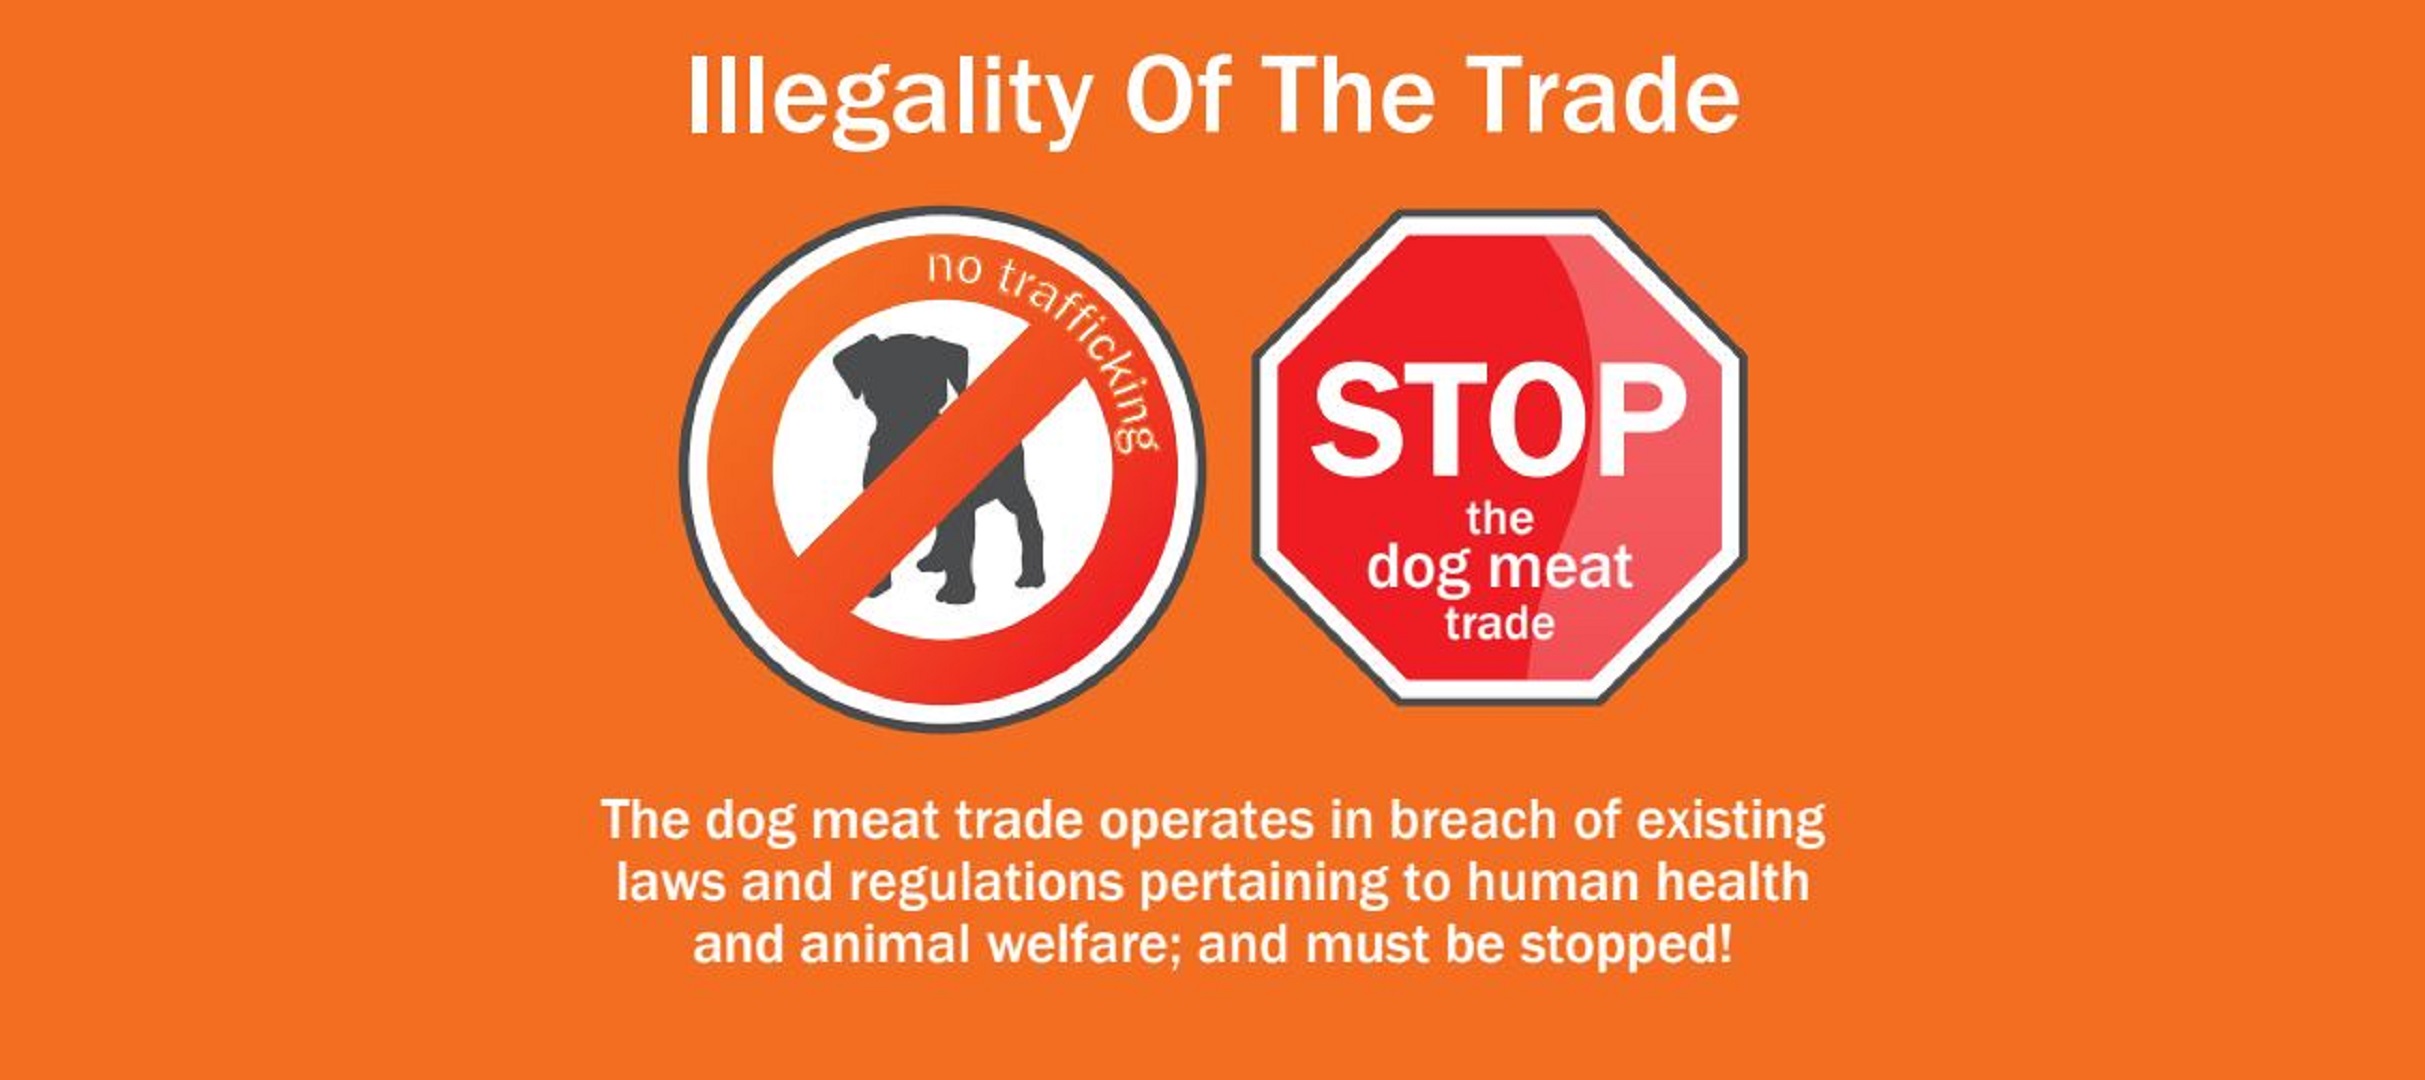 Illegality Of The Trade
no trafficking
STOP
the
dog meat
trade
The dog meat trade operates in breach of existing
laws and regulations pertaining to human health
and animal welfare; and must be stopped!